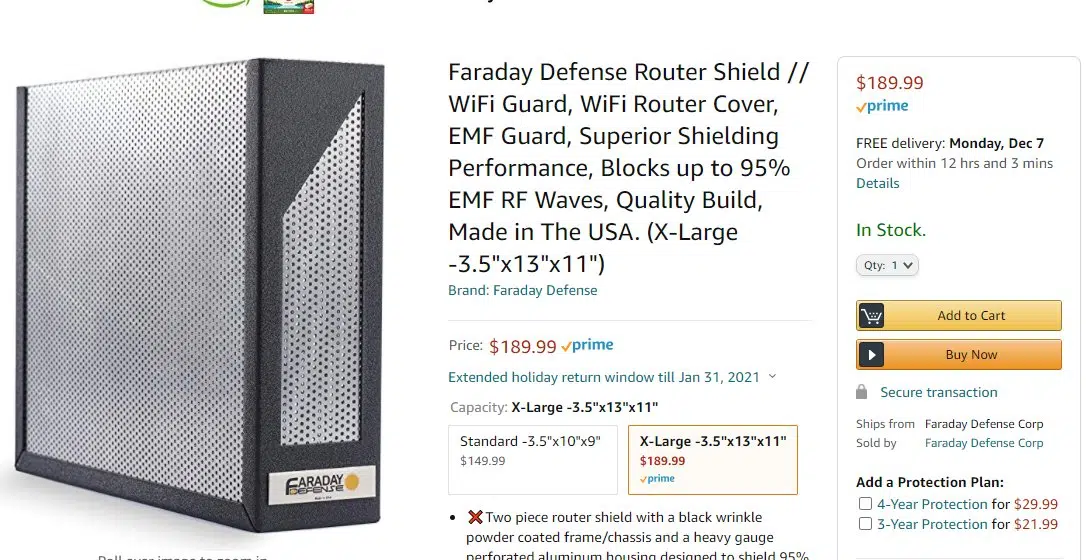 FARADAY
DEFENSE
Faraday Defense Router Shield //
WiFi Guard, WiFi Router Cover,
EMF Guard, Superior Shielding
Performance, Blocks up to 95%
EMF RF Waves, Quality Build,
Made in The USA. (X-Large
-3.5"x13"x11")
Brand: Faraday Defense
Price: $189.99 prime
Extended holiday return window till Jan 31, 2021
Capacity: X-Large -3.5"x13"x11"
Standard -3.5"x10"x9"
$149.99
X-Large -3.5"x13"x11"
$189.99
prime
• ❌Two piece router shield with a black wrinkle
powder coated frame/chassis and a heavy gauge
perforated aluminum housing designed to shield 95%
$189.99
prime
FREE delivery: Monday, Dec 7
Order within 12 hrs and 3 mins
Details
In Stock.
Qty: 1
Add to Cart
Buy Now
Secure transaction
Ships from Faraday Defense Corp
Sold by Faraday Defense Corp
Add a Protection Plan:
4-Year Protection for $29.99
3-Year Protection for $21.99
Roll over image to zoom in